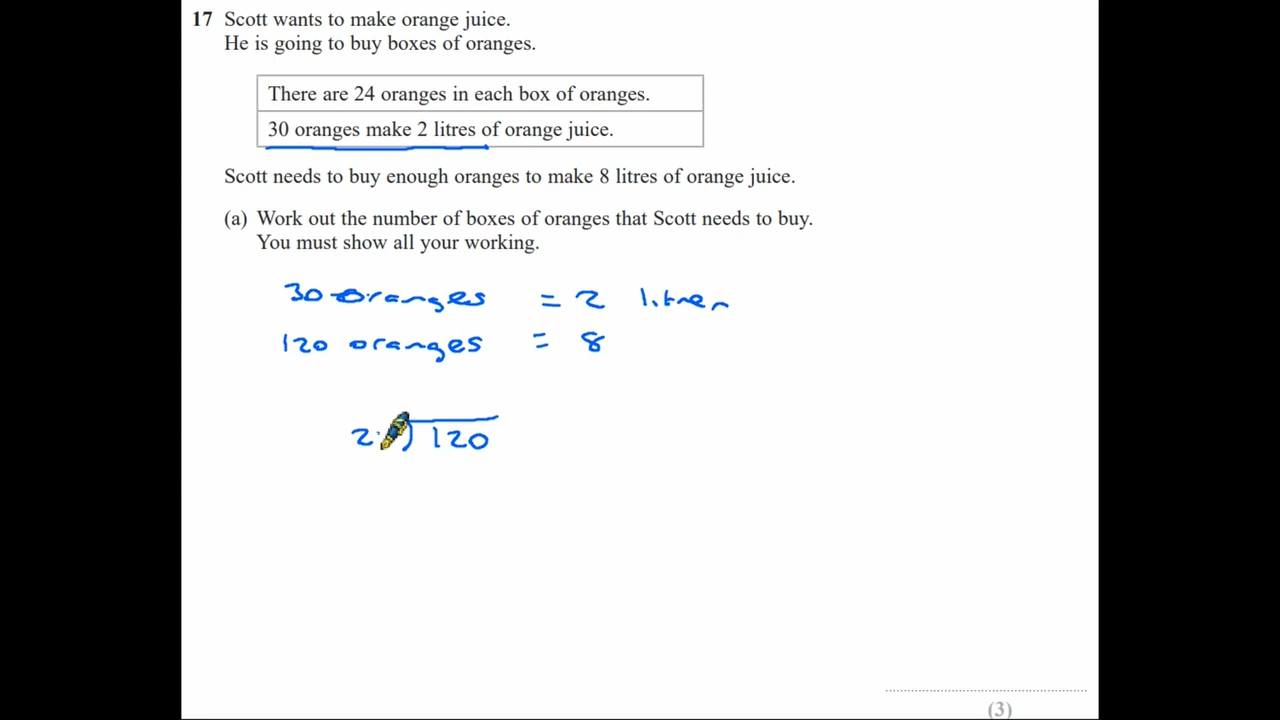 17 Scott wants to make orange juice.
He is going to buy boxes of oranges.
There are 24 oranges in each box of oranges.
30 oranges make 2 litres of orange juice.
Scott needs to buy enough oranges to make 8 litres of orange juice.
(a) Work out the number of boxes of oranges that Scott needs to buy.
You must show all your working.
30 oranges = 2 litres
120 oranges = 8
2 ) 120
(3)